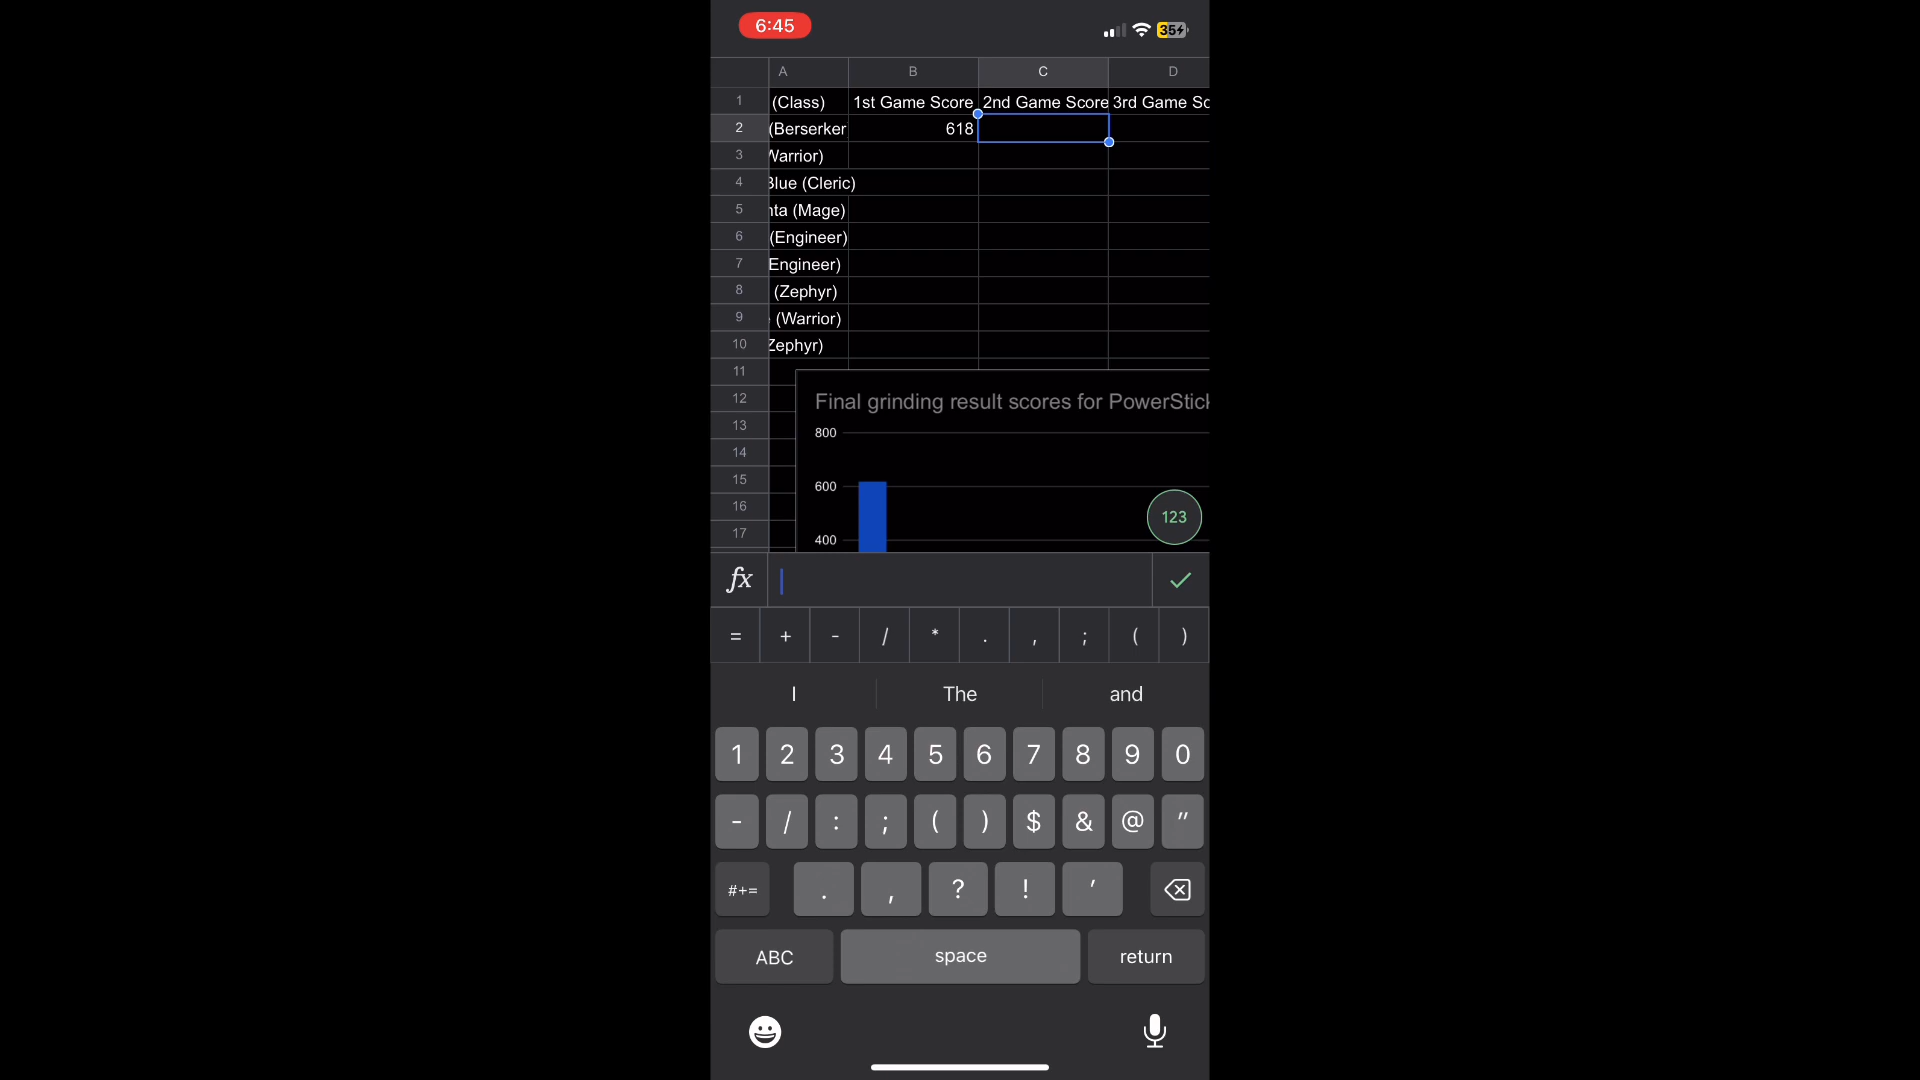 6:45
35
A B C D
1 (Class) 1st Game Score 2nd Game Score 3rd Game Sc
2 (Berserker 618
3 Warrior)
4 Blue (Cleric)
5 nta (Mage)
6 (Engineer)
7 Engineer)
8 (Zephyr)
9 (Warrior)
10 Zephyr)
11
12
13
14
15
16
17
Final grinding result scores for PowerStick
800
600
400
123
fx
= + - / * . , ; ( )
I The and
1 2 3 4 5 6 7 8 9 0
- / : ; ( ) $ & @ "
#+= . , ? ! '
ABC space return